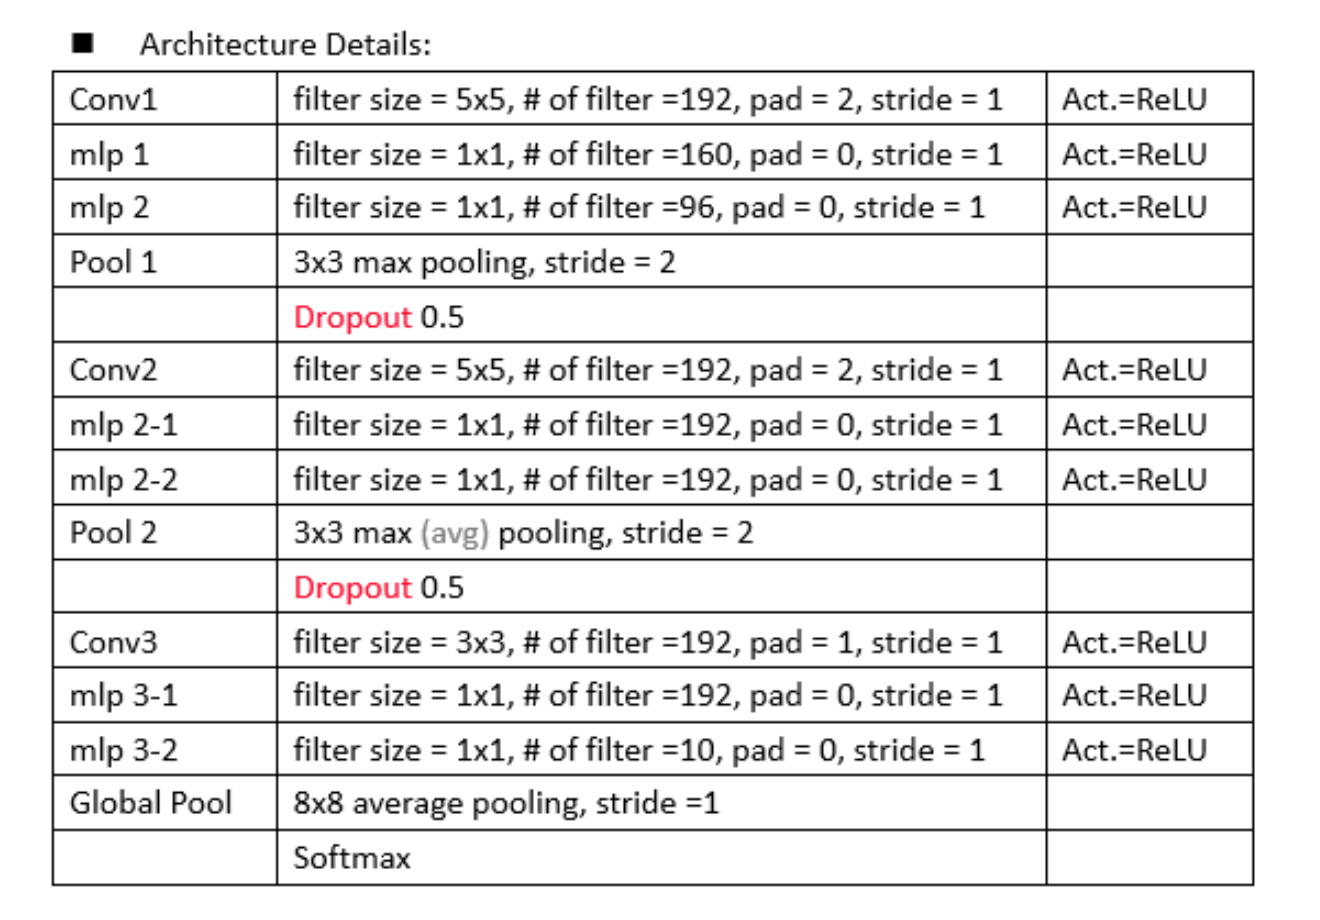 ■ Architecture Details:
Conv1 filter size = 5x5, # of filter =192, pad = 2, stride = 1 Act.=ReLU
mlp 1 filter size = 1x1, # of filter =160, pad = 0, stride = 1 Act.=ReLU
mlp 2 filter size = 1x1, # of filter =96, pad = 0, stride = 1 Act.=ReLU
Pool 1 3x3 max pooling, stride = 2
Dropout 0.5
Conv2 filter size = 5x5, # of filter =192, pad = 2, stride = 1 Act.=ReLU
mlp 2-1 filter size = 1x1, # of filter =192, pad = 0, stride = 1 Act.=ReLU
mlp 2-2 filter size = 1x1, # of filter =192, pad = 0, stride = 1 Act.=ReLU
Pool 2 3x3 max (avg) pooling, stride = 2
Dropout 0.5
Conv3 filter size = 3x3, # of filter =192, pad = 1, stride = 1 Act.=ReLU
mlp 3-1 filter size = 1x1, # of filter =192, pad = 0, stride = 1 Act.=ReLU
mlp 3-2 filter size = 1x1, # of filter =10, pad = 0, stride = 1 Act.=ReLU
Global Pool 8x8 average pooling, stride =1
Softmax